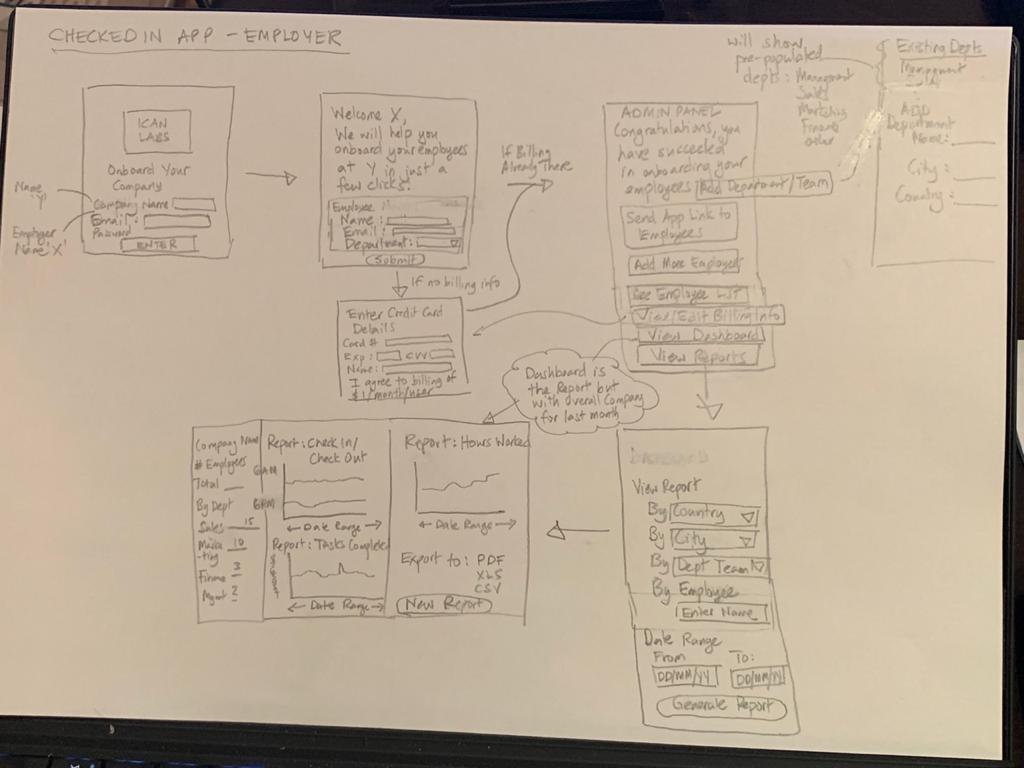 CHECKED IN APP - EMPLOYER
ICAN
LABS
Onboard Your
Company
Company Name
Email:
Password
ENTER
Name
'Y'
Employer
Name 'X'
Welcome X,
We will help you
onboard your employees
at Y in just a
few clicks!
Employee
Name:
Email:
Department:
Submit
If no billing info
Enter Credit Card
Details
Card #
Exp: CVV
Name:
I agree to billing of
$1/month/user
If Billing
Already There
ADMIN PANEL
Congratulations, you
have succeeded
in onboarding your
employees
Add Department/Team
Send App Link to
Employees
Add More Employees
See Employee LIST
View/Edit Billing Info
View Dashboard
View Reports
will show
pre-populated
depts: Management
Sales
Marketing
Finance
other
Existing Depts
ADD
Department
Name:
City:
Country:
Dashboard is
the Report but
with overall Company
for last month
DASHBOARD
View Report
By Country
By City
By Dept Team
By Employee
Enter Name
Date Range
From To:
DD/MM/YY DD/MM/YY
Generate Report
Company Name
# Employees
Total
By Dept
Sales 15
Marke
-ting 10
Finance 3
Mgmt 2
Report: Check In/
Check Out
6AM
6PM
Date Range
Report: Tasks Completed
Date Range
Report: Hours Worked
Date Range
Export to: PDF
XLS
CSV
New Report